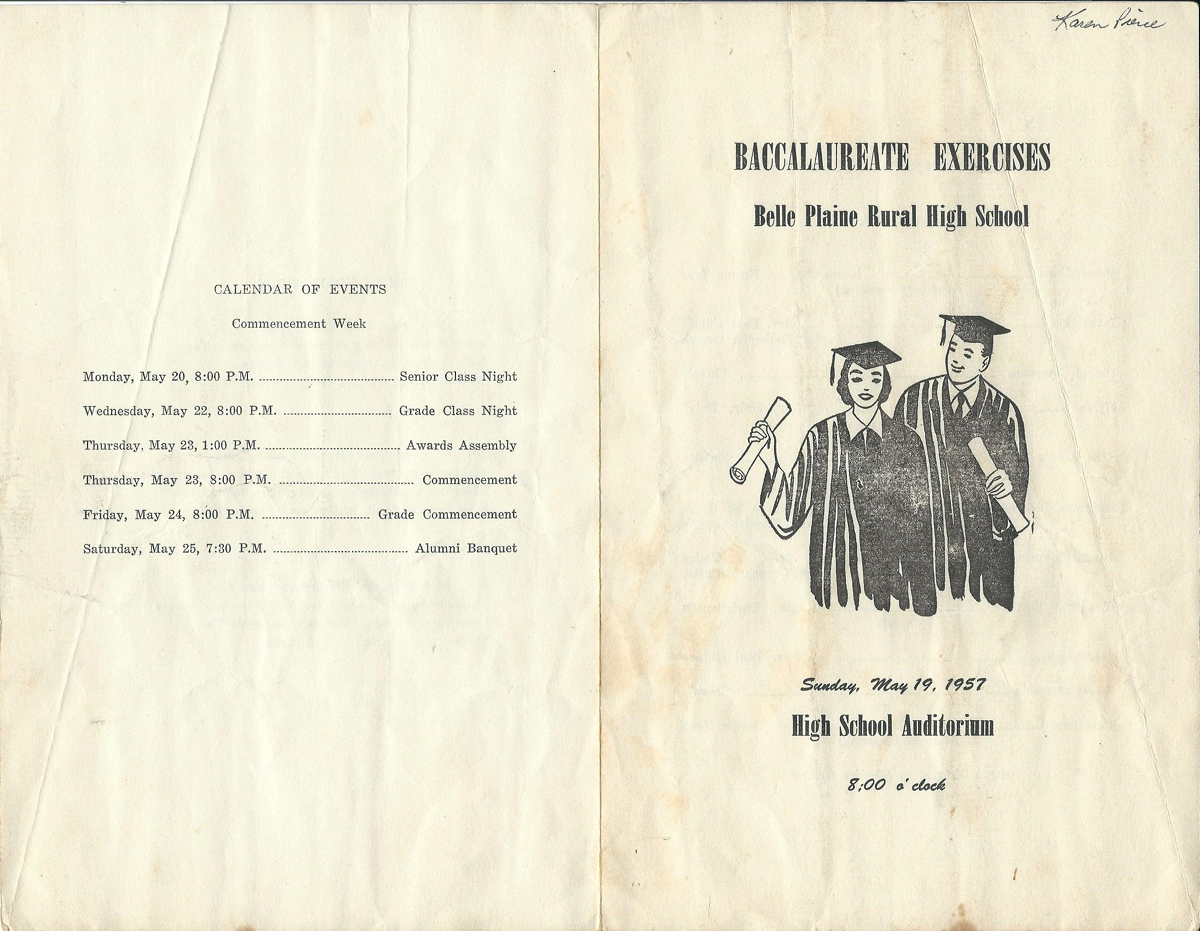 CALENDAR OF EVENTS
Commencement Week
Monday, May 20, 8:00 P.M. ........................................ Senior Class Night
Wednesday, May 22, 8:00 P.M. ................................ Grade Class Night
Thursday, May 23, 1:00 P.M. ........................................ Awards Assembly
Thursday, May 23, 8:00 P.M. ........................................ Commencement
Friday, May 24, 8:00 P.M. ................................ Grade Commencement
Saturday, May 25, 7:30 P.M. ........................................ Alumni Banquet
Karen Pierce
BACCALAUREATE EXERCISES
Belle Plaine Rural High School
Sunday, May 19, 1957
High School Auditorium
8:00 o'clock